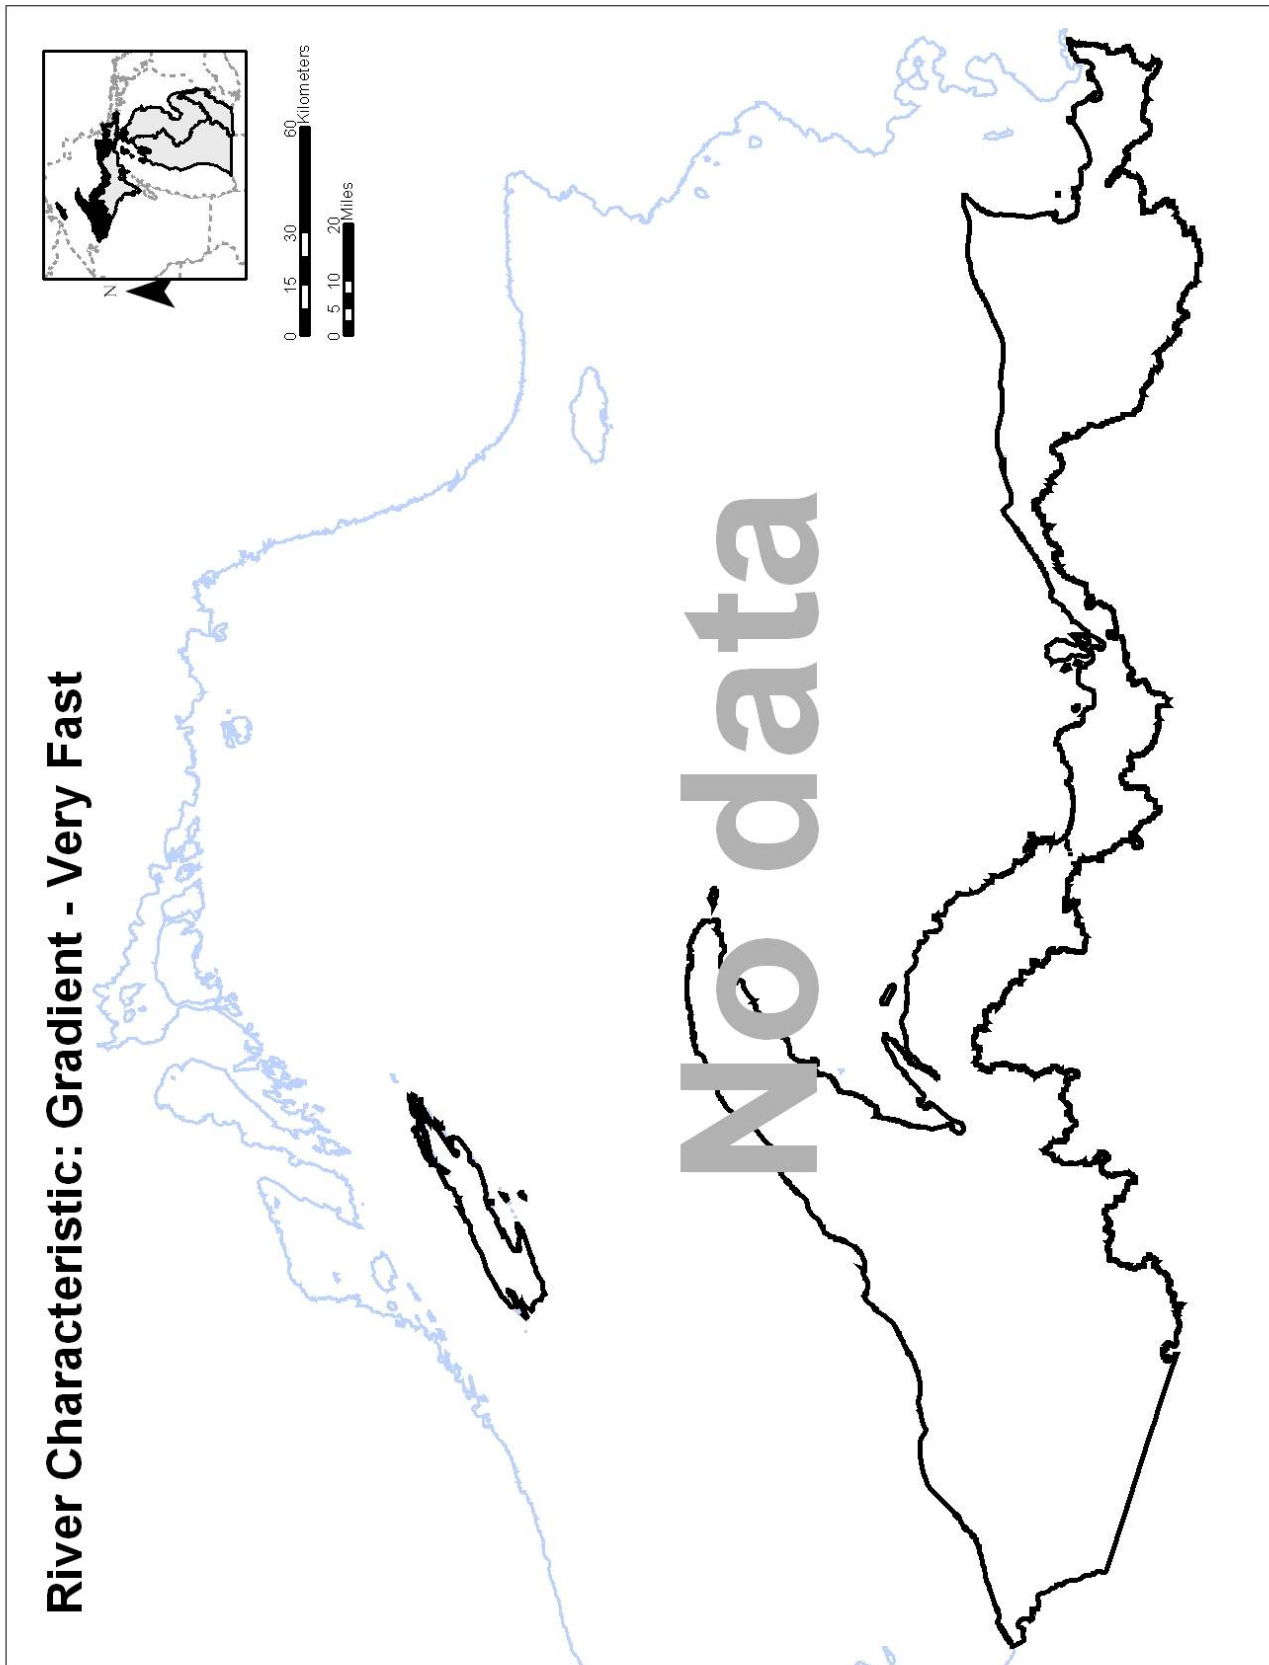 River Characteristic: Gradient - Very Fast
N
0 15 30 60
Kilometers
0 5 10 20
Miles
No data